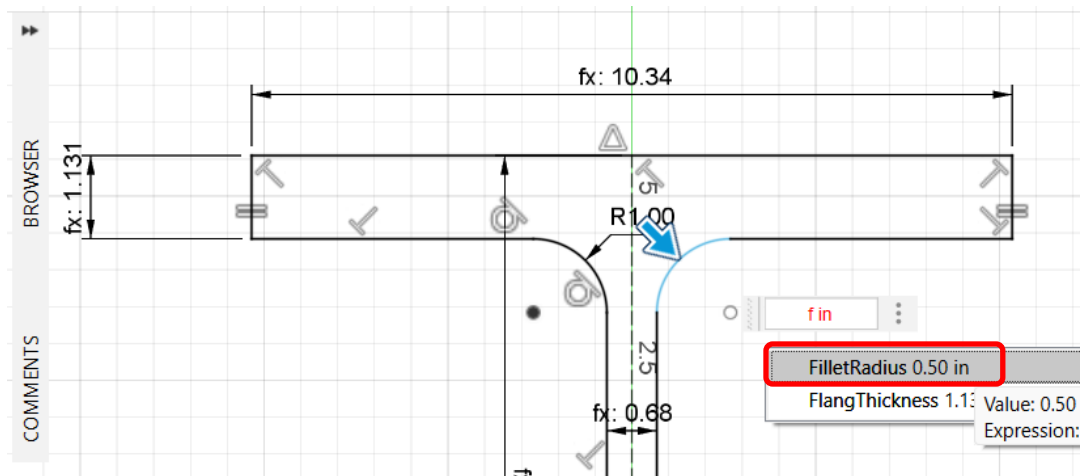 BROWSER
COMMENTS
fx: 10.34
fx: 1.131
5
R1.00
2.5
fx: 0.68
f in
FilletRadius 0.50 in
FlangThickness 1.13
Value: 0.50
Expression: